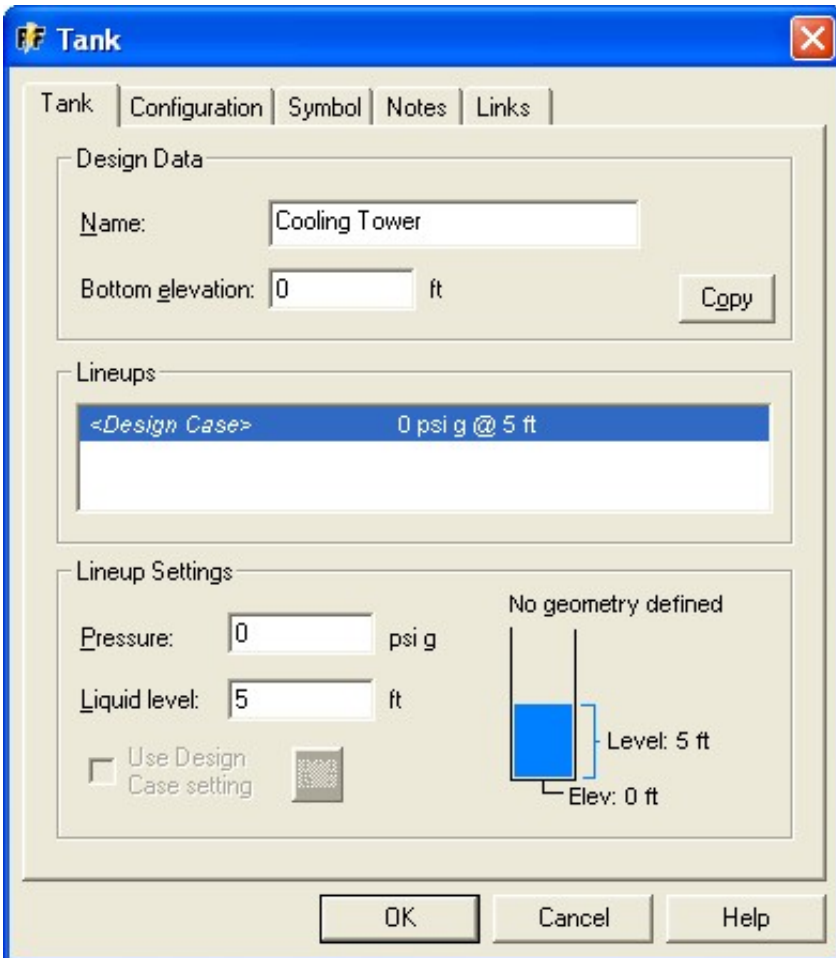 Tank
Tank Configuration Symbol Notes Links
Design Data
Name: Cooling Tower
Bottom elevation: 0 ft
Copy
Lineups
<Design Case> 0 psi g @ 5 ft
Lineup Settings
No geometry defined
Pressure: 0 psi g
Liquid level: 5 ft
Level: 5 ft
Use Design
Case setting
Elev: 0 ft
OK Cancel Help